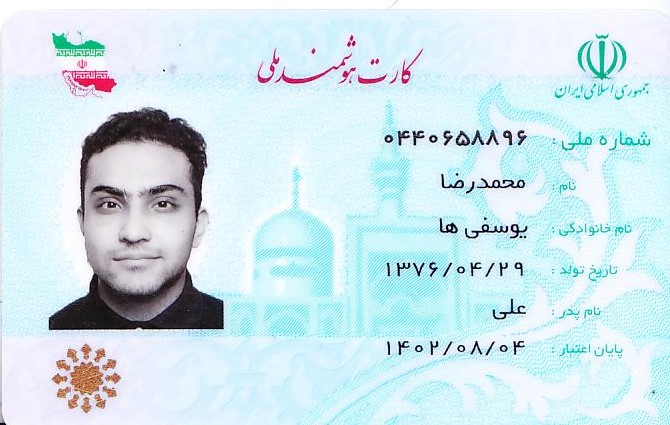 کارت هوشمند ملی
جمهوری اسلامی ایران
شماره ملی : ۰۴۴۰۶۵۸۸۹۶
نام : محمدرضا
نام خانوادگی : یوسفی ها
تاریخ تولد : ۱۳۷۶/۰۴/۲۹
نام پدر : علی
پایان اعتبار : ۱۴۰۲/۰۸/۰۴